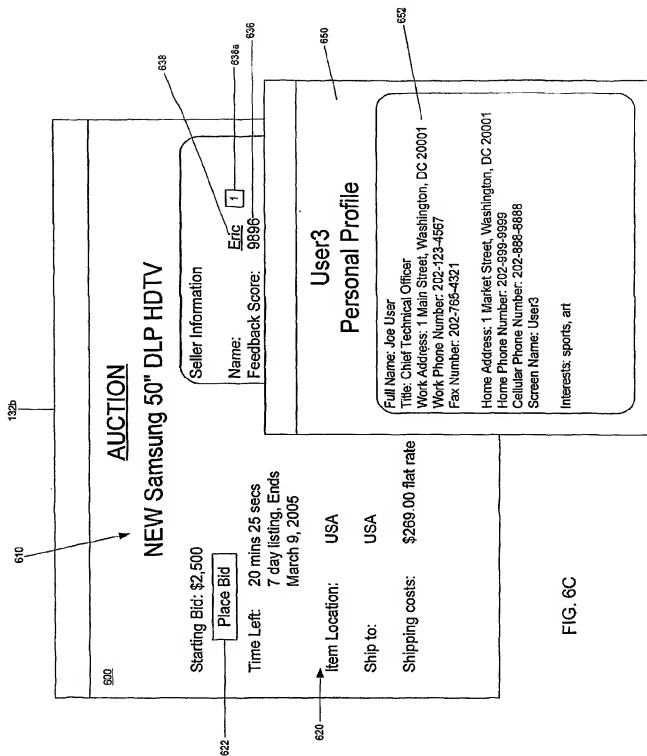 132b
610
600
AUCTION
NEW Samsung 50" DLP HDTV
Starting Bid: $2,500
Place Bid
622
Time Left: 20 mins 25 secs
7 day listing, Ends
March 9, 2005
620
Item Location: USA
Ship to: USA
Shipping costs: $269.00 flat rate
Seller Information
Name: Eric 1
Feedback Score: 9896
638
638a
636
650
User3
Personal Profile
652
Full Name: Joe User
Title: Chief Technical Officer
Work Address: 1 Main Street, Washington, DC 20001
Work Phone Number: 202-123-4567
Fax Number: 202-765-4321
Home Address: 1 Market Street, Washington, DC 20001
Home Phone Number: 202-999-9999
Cellular Phone Number: 202-888-8888
Screen Name: User3
Interests: sports, art
FIG. 6C